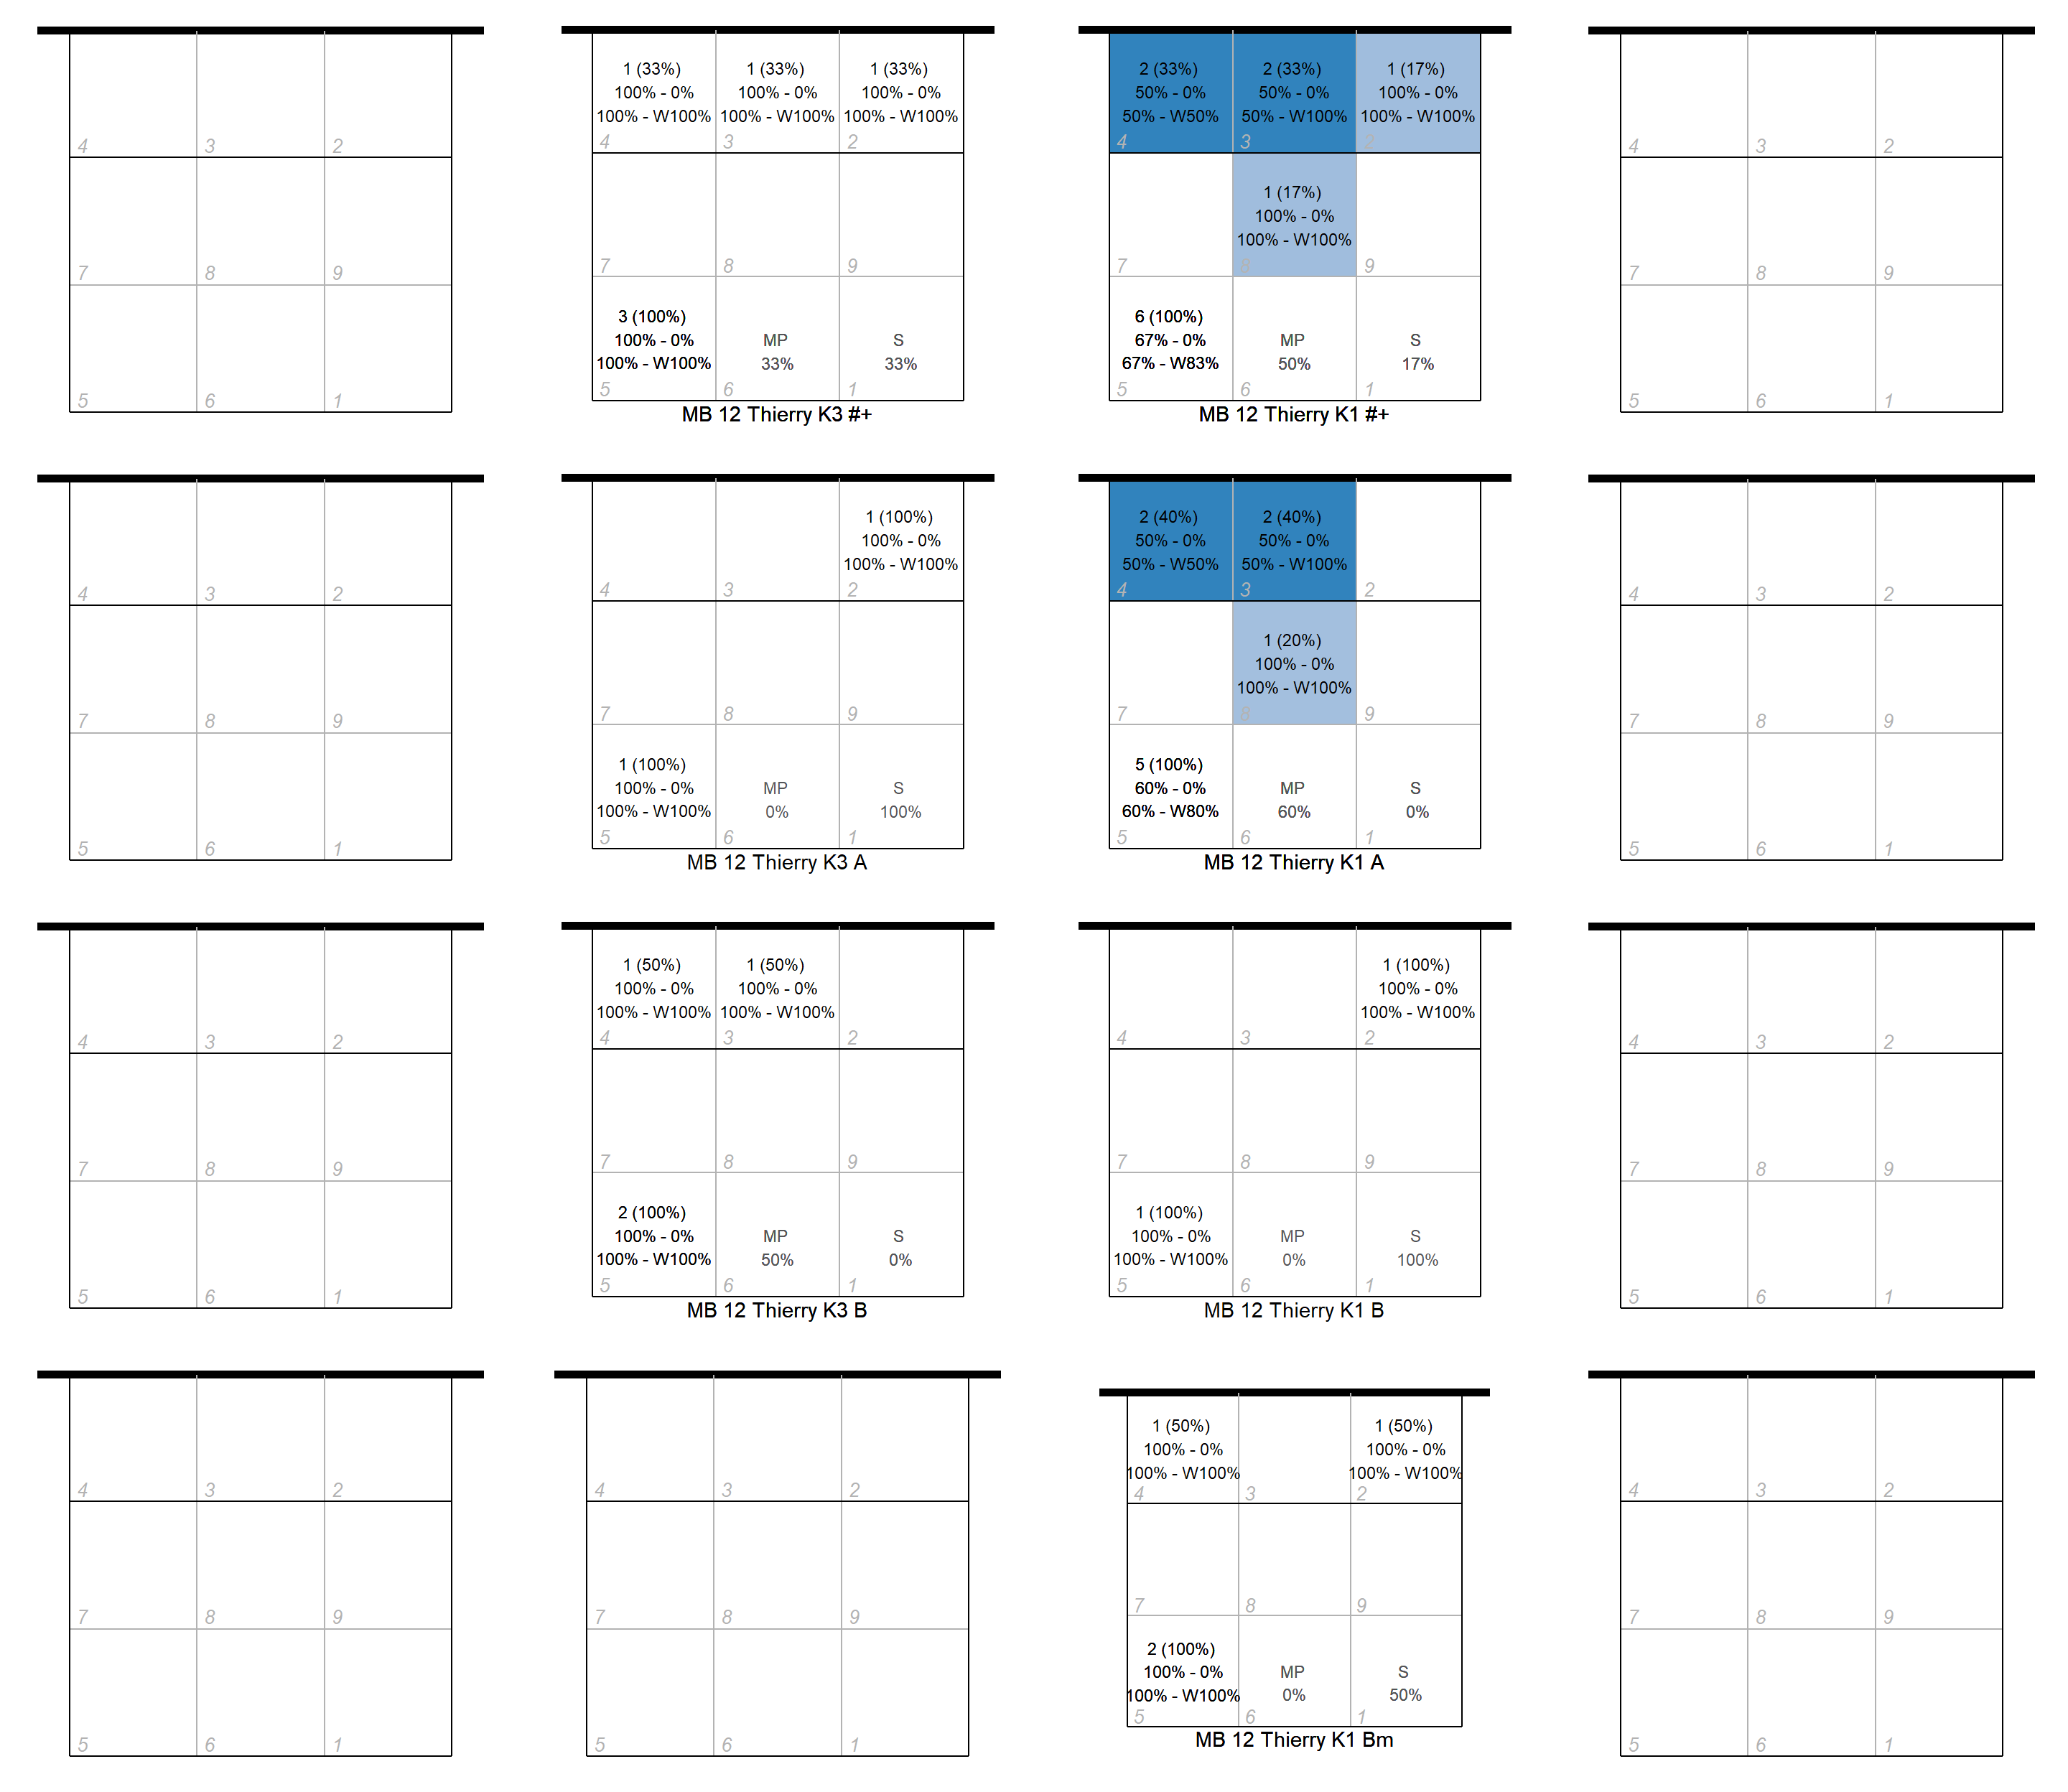 4 3 2
7 8 9
5 6 1
1 (33%) 1 (33%) 1 (33%)
100% - 0% 100% - 0% 100% - 0%
100% - W100% 100% - W100% 100% - W100%
4 3 2
7 8 9
3 (100%)
100% - 0% MP S
100% - W100% 33% 33%
5 6 1
MB 12 Thierry K3 #+
2 (33%) 2 (33%) 1 (17%)
50% - 0% 50% - 0% 100% - 0%
50% - W50% 50% - W100% 100% - W100%
4 3 2
1 (17%)
100% - 0%
100% - W100%
7 8 9
6 (100%)
67% - 0% MP S
67% - W83% 50% 17%
5 6 1
MB 12 Thierry K1 #+
4 3 2
7 8 9
5 6 1
4 3 2
7 8 9
5 6 1
1 (100%)
100% - 0%
100% - W100%
4 3 2
7 8 9
1 (100%)
100% - 0% MP S
100% - W100% 0% 100%
5 6 1
MB 12 Thierry K3 A
2 (40%) 2 (40%)
50% - 0% 50% - 0%
50% - W50% 50% - W100%
4 3 2
1 (20%)
100% - 0%
100% - W100%
7 8 9
5 (100%)
60% - 0% MP S
60% - W80% 60% 0%
5 6 1
MB 12 Thierry K1 A
4 3 2
7 8 9
5 6 1
4 3 2
7 8 9
5 6 1
1 (50%) 1 (50%)
100% - 0% 100% - 0%
100% - W100% 100% - W100%
4 3 2
7 8 9
2 (100%)
100% - 0% MP S
100% - W100% 50% 0%
5 6 1
MB 12 Thierry K3 B
1 (100%)
100% - 0%
100% - W100%
4 3 2
7 8 9
1 (100%)
100% - 0% MP S
100% - W100% 0% 100%
5 6 1
MB 12 Thierry K1 B
4 3 2
7 8 9
5 6 1
4 3 2
7 8 9
5 6 1
4 3 2
7 8 9
5 6 1
1 (50%) 1 (50%)
100% - 0% 100% - 0%
100% - W100% 100% - W100%
4 3 2
7 8 9
2 (100%)
100% - 0% MP S
100% - W100% 0% 50%
5 6 1
MB 12 Thierry K1 Bm
4 3 2
7 8 9
5 6 1